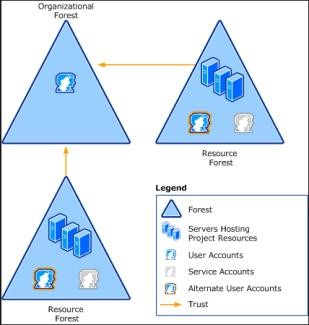 Organizational
Forest
Resource
Forest
Resource
Forest
Legend
Forest
Servers Hosting
Project Resources
User Accounts
Service Accounts
Alternate User Accounts
Trust